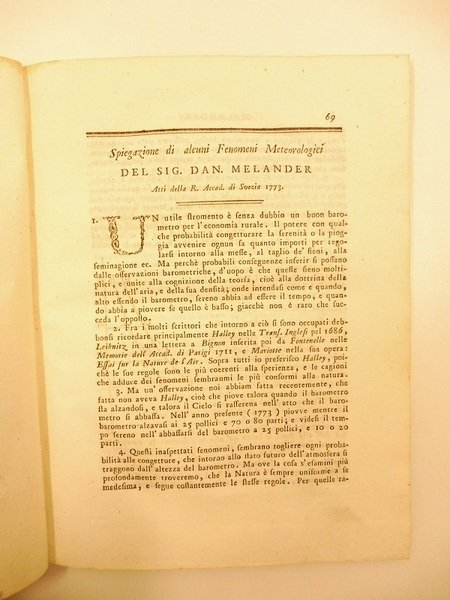 69
Spiegazione di alcuni Fenomeni Meteorologici
DEL SIG. DAN. MELANDER
Atti della R. Accad. di Svezia 1773.
1. UN utile stromento è senza dubbio un buon baro-
metro per l'economia rurale. Il potere con qual-
che probabilità congetturare la serenità o la piog-
gia avvenire ognun sa quanto importi per rego-
larsi intorno alla messe, al taglio de' fieni, alla
seminagione ec. Ma perchè probabili conseguenze inferir si possano
dalle osservazioni barometriche, d'uopo è che queste sieno molti-
plici, e unite alla cognizione della teoria, cioè alla dottrina della
natura dell'aria, e della sua densità; onde intendasi come e quando,
alto essendo il barometro, sereno abbia ad essere il tempo, e quan-
do abbia a piovere se quello è basso; giacchè non è raro che suc-
ceda l'opposto.
2. Fra i molti scrittori che intorno a ciò si sono occupati deb-
bonsi ricordare principalmente Halley nelle Transf. Inglesi pel 1686,
Leibnitz in una lettera a Bignon inserita poi da Fontenelle nelle
Memorie dell'Accad. di Parigi 1711, e Mariotte nella sua opera:
Essai sur la Nature de l'Air. Sopra tutti io preferisco Halley, poi-
chè le sue regole sono le più coerenti alla sperienza, e le cagioni
che adduce dei fenomeni sembranmi le più conformi alla natura.
3. Ma un'osservazione noi abbiam fatta recentemente, che
fatta non aveva Halley, cioè che piove talora quando il barometro
sta alzandosi, e talora il Cielo si rasserena nell'atto che il baro-
metro si abbassa. Nell'anno presente (1773) piovve mentre il
barometro alzavasi ai 25 pollici e 70 o 80 parti; e videsi il tem-
po sereno nell'abbassarsi del barometro a 25 pollici, e 10 o 20
parti.
4. Questi inaspettati fenomeni, sembrano togliere ogni proba-
bilità alle congetture, che intorno allo stato futuro dell'atmosfera si
traggono dall'altezza del barometro. Ma ove la cosa s'esamini più
profondamente troveremo, che la Natura è sempre uniforme a se
medesima, e segue costantemente le stesse regole. Per quelle ra-